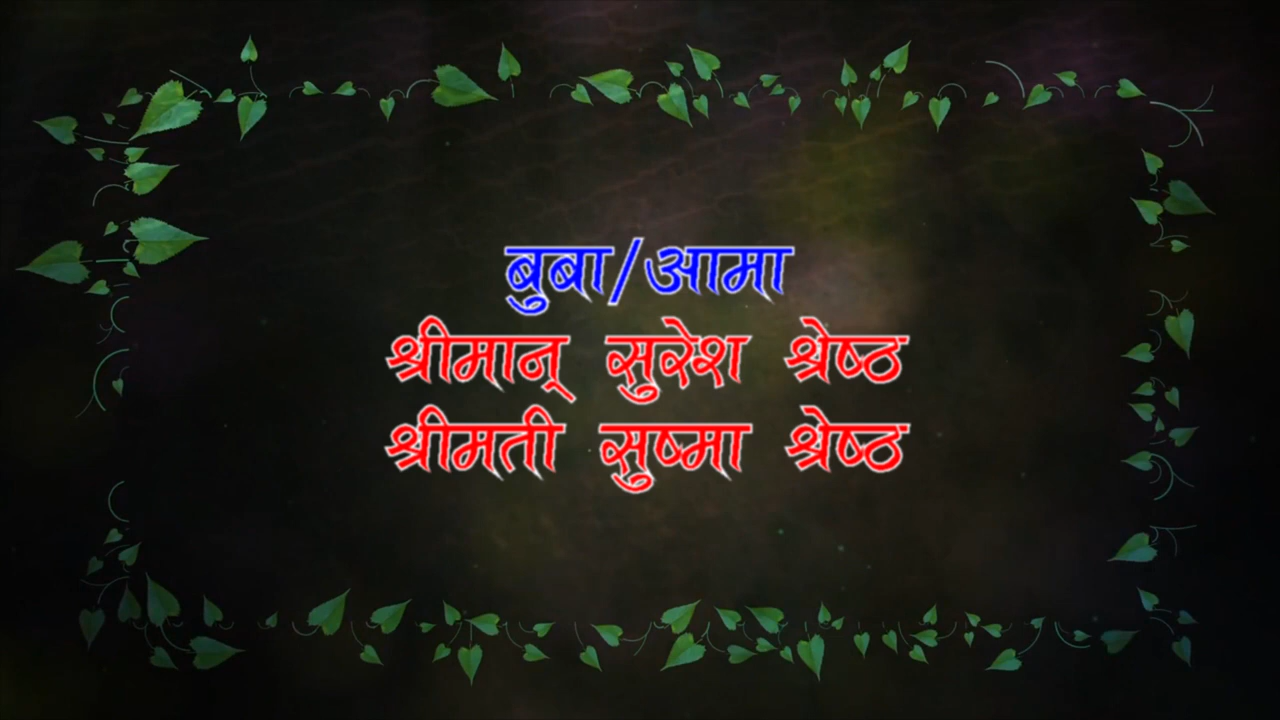 बुबा/आमा
श्रीमान् सुरेश श्रेष्ठ
श्रीमती सुष्मा श्रेष्ठ